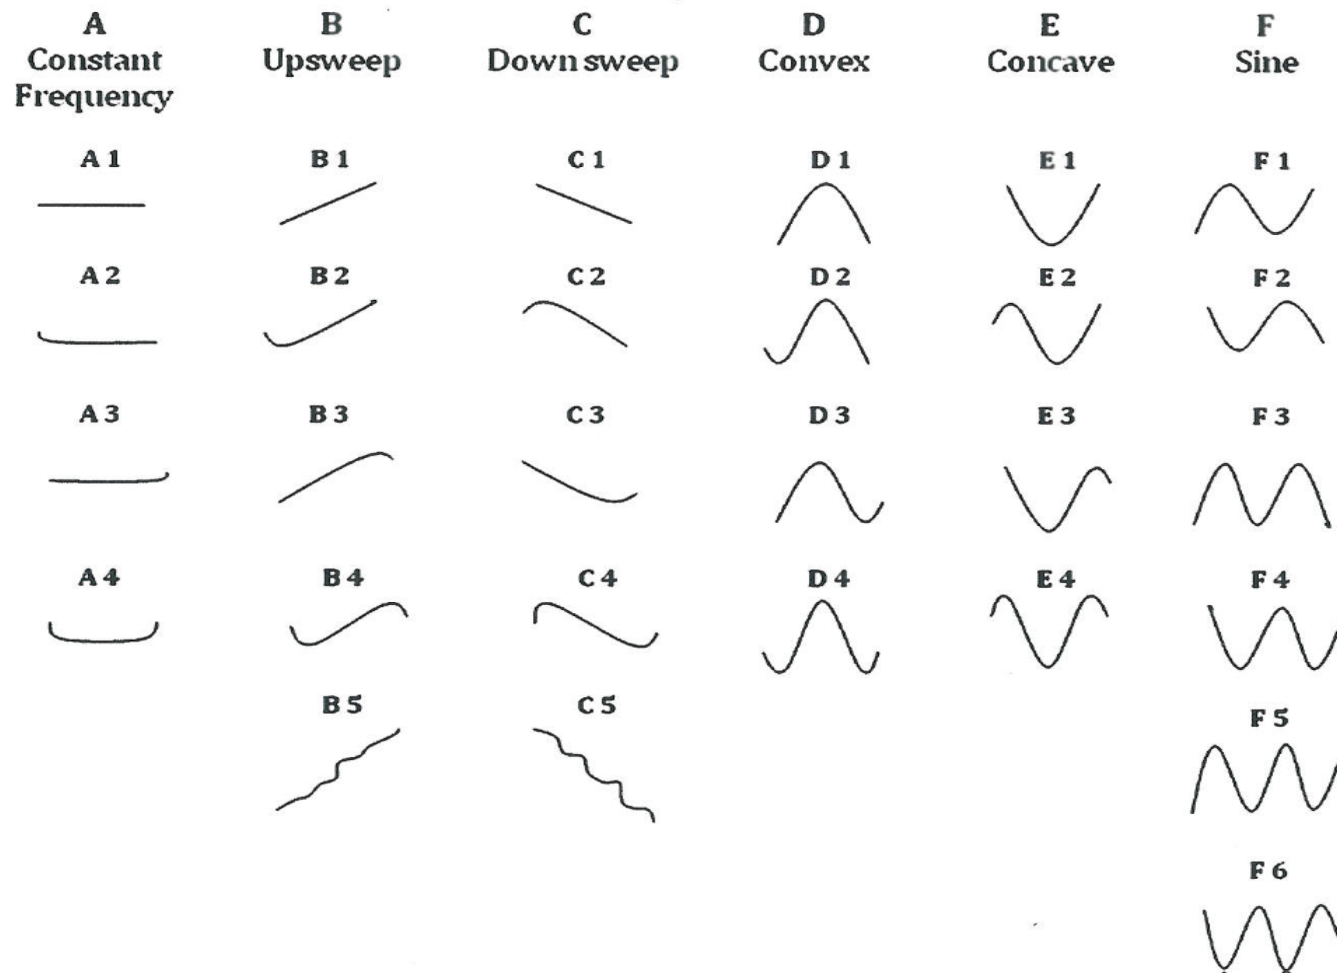 A B C D E F
Constant Upsweep Down sweep Convex Concave Sine
Frequency
A 1 B 1 C 1 D 1 E 1 F 1
A 2 B 2 C 2 D 2 E 2 F 2
A 3 B 3 C 3 D 3 E 3 F 3
A 4 B 4 C 4 D 4 E 4 F 4
B 5 C 5 F 5
F 6